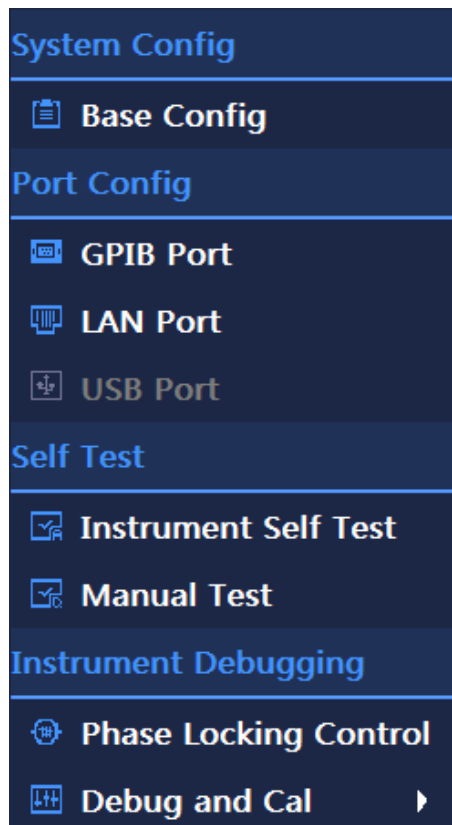 System Config
Base Config
Port Config
GPIB Port
LAN Port
USB Port
Self Test
Instrument Self Test
Manual Test
Instrument Debugging
Phase Locking Control
Debug and Cal